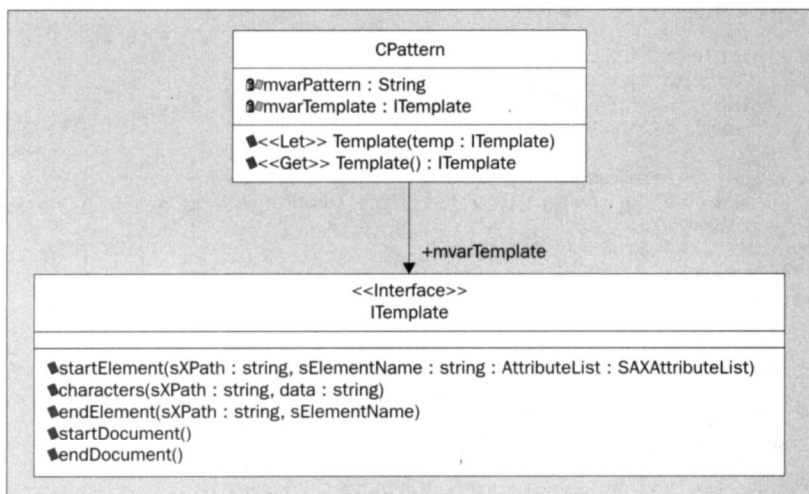 CPattern
mvarPattern : String
mvarTemplate : ITemplate
<<Let>> Template(temp : ITemplate)
<<Get>> Template() : ITemplate
+mvarTemplate
<<Interface>>
ITemplate
startElement(sXPath : string, sElementName : string : AttributeList : SAXAttributeList)
characters(sXPath : string, data : string)
endElement(sXPath : string, sElementName)
startDocument()
endDocument()